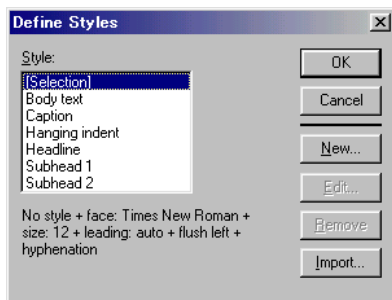 Define Styles
Style:
[Selection]
Body text
Caption
Hanging indent
Headline
Subhead 1
Subhead 2
No style + face: Times New Roman +
size: 12 + leading: auto + flush left +
hyphenation
OK
Cancel
New...
Edit...
Remove
Import...